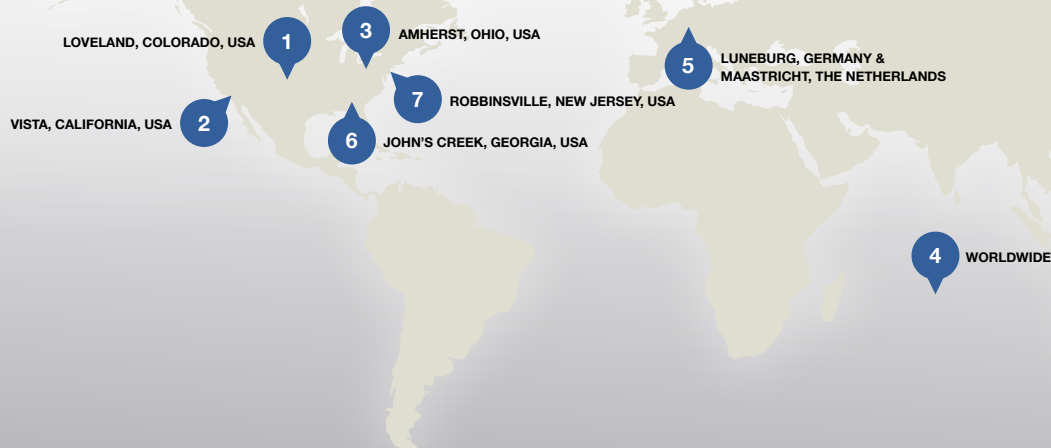 1
LOVELAND, COLORADO, USA
3
AMHERST, OHIO, USA
5
LUNEBURG, GERMANY &
MAASTRICHT, THE NETHERLANDS
7
ROBBINSVILLE, NEW JERSEY, USA
2
VISTA, CALIFORNIA, USA
6
JOHN'S CREEK, GEORGIA, USA
4
WORLDWIDE